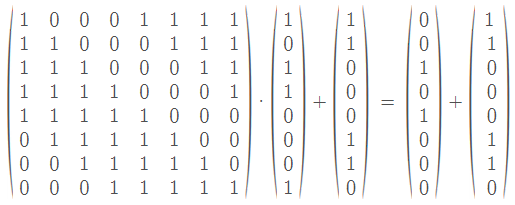 1 0 0 0 1 1 1 1 1 1 0 1
1 1 0 0 0 1 1 1 0 1 0 1
1 1 1 0 0 0 1 1 1 0 1 0
1 1 1 1 0 0 0 1 · 1 + 0 = 0 + 0
1 1 1 1 1 0 0 0 0 0 1 0
0 1 1 1 1 1 0 0 0 1 0 1
0 0 1 1 1 1 1 0 0 1 0 1
0 0 0 1 1 1 1 1 1 0 0 0